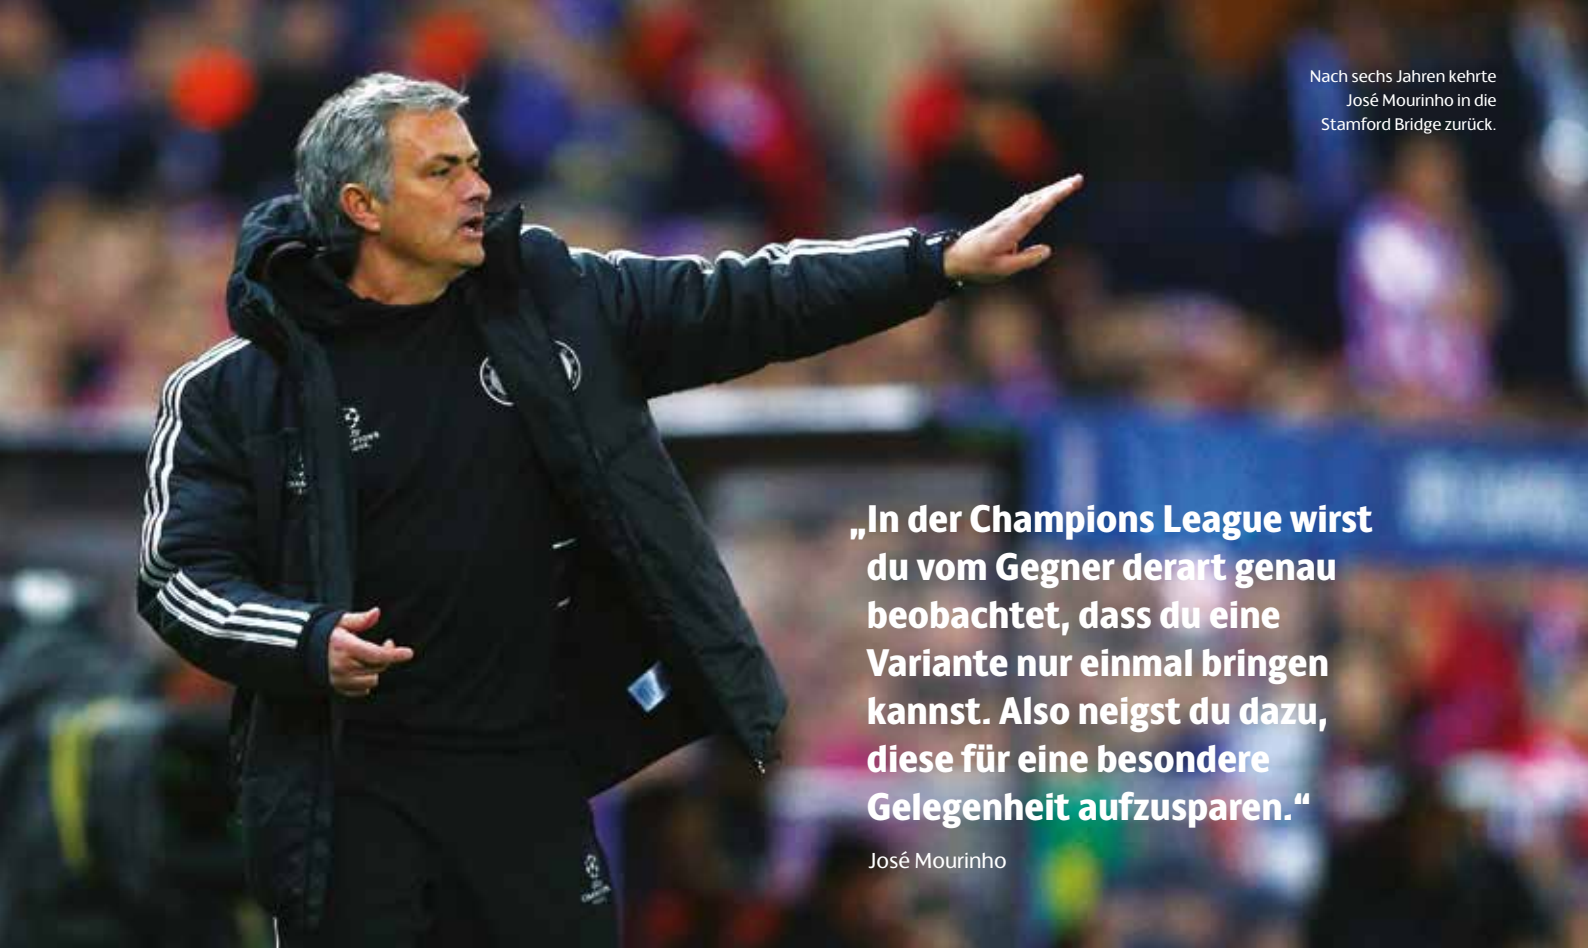 Nach sechs Jahren kehrte
José Mourinho in die
Stamford Bridge zurück.
„In der Champions League wirst
du vom Gegner derart genau
beobachtet, dass du eine
Variante nur einmal bringen
kannst. Also neigst du dazu,
diese für eine besondere
Gelegenheit aufzusparen.“
José Mourinho